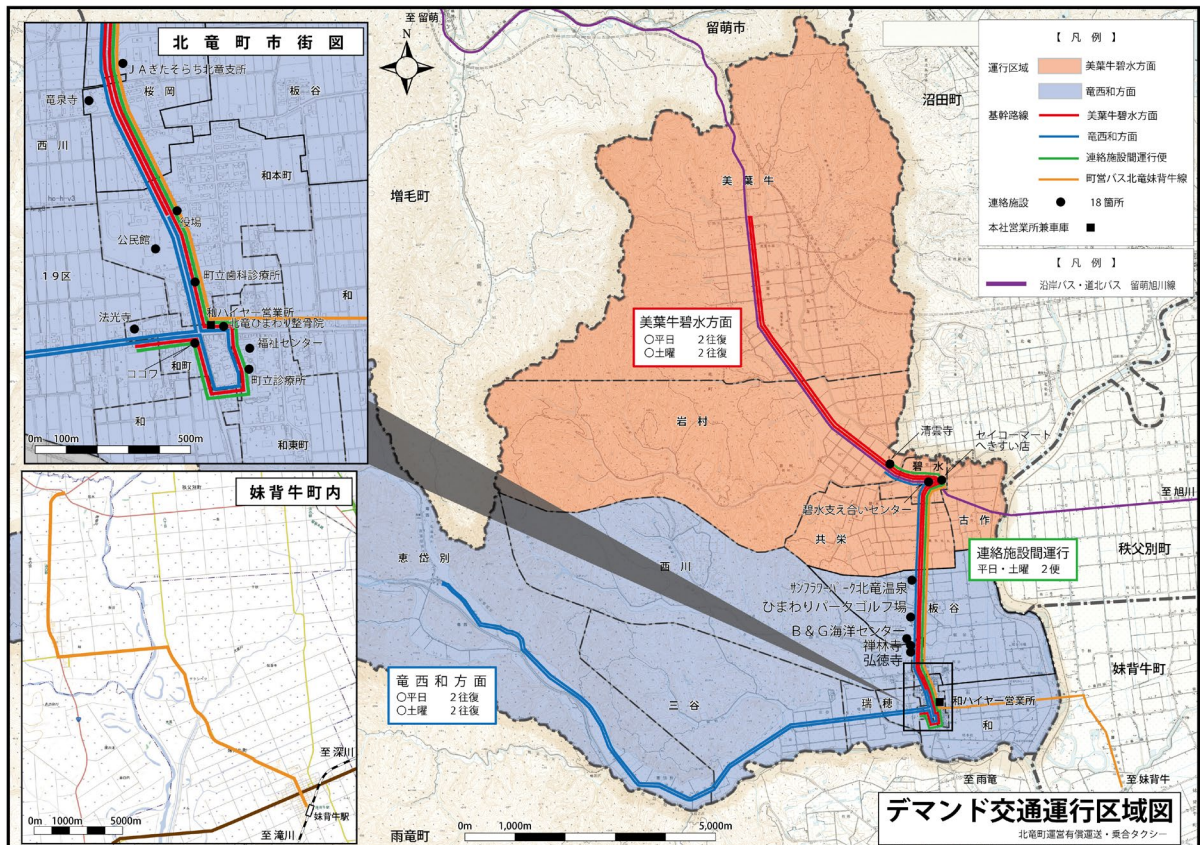 北竜町市街図
JAきたそらち北竜支所
桜岡
板谷
竜泉寺
西川
和本町
役場
公民館
町立歯科診療所
19区
和
和ハイヤー営業所
北竜ひまわり整骨院
法光寺
福祉センター
ココワ
和町
町立診療所
和
和東町
0m 100m 500m
妹背牛町内
秩父別町
至 深川
妹背牛駅
至 滝川
0m 1000m 5000m
至 留萌
留萌市
N
沼田町
増毛町
美葉牛
美葉牛碧水方面
○平日 2往復
○土曜 2往復
岩村
清雲寺
セイコーマート
へきすい店
碧水
至 旭川
碧水支え合いセンター
古作
共栄
秩父別町
連絡施設間運行
平日・土曜 2便
恵岱別
西川
サンフラワーパーク北竜温泉
ひまわりパークゴルフ場
板谷
B&G海洋センター
禅林寺
弘徳寺
妹背牛町
竜西和方面
○平日 2往復
○土曜 2往復
三谷
瑞穂
和ハイヤー営業所
和
至 雨竜
至 妹背牛
雨竜町
0m 1,000m 5,000m
デマンド交通運行区域図
北竜町運営有償運送・乗合タクシー
【凡例】
運行区域 美葉牛碧水方面
竜西和方面
基幹路線 美葉牛碧水方面
竜西和方面
連絡施設間運行便
町営バス北竜妹背牛線
連絡施設 ● 18箇所
本社営業所兼車庫 ■
【凡例】
沿岸バス・道北バス 留萌旭川線